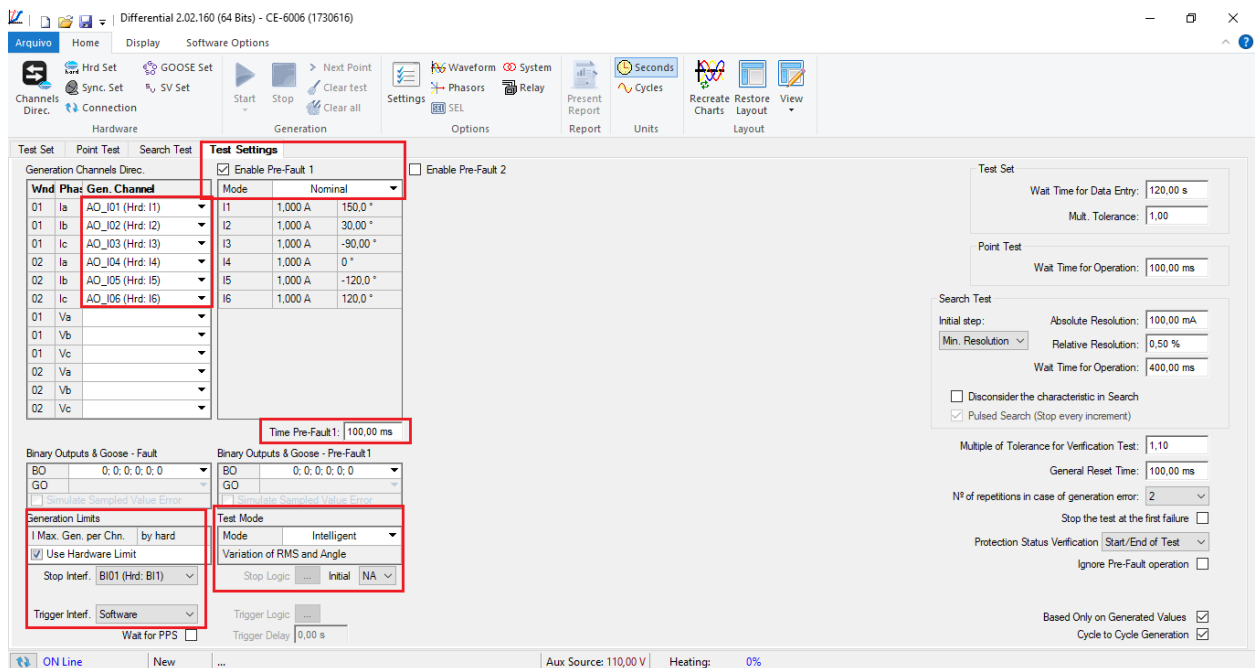 Differential 2.02.160 (64 Bits) - CE-6006 (1730616)
Arquivo Home Display Software Options
Hrd Set GOOSE Set > Next Point Waveform System Seconds
Sync. Set SV Set Clear test Phasors Relay Cycles
Channels Direc. Connection Start Stop Clear all Settings SEL Present Report Recreate Charts Restore Layout View
Hardware Generation Options Report Units Layout
Test Set Point Test Search Test Test Settings
Generation Channels Direc. Enable Pre-Fault 1 Enable Pre-Fault 2
Wnd Pha: Gen. Channel Mode Nominal
01 Ia AO_I01 (Hrd: I1) I1 1,000 A 150,0 °
01 Ib AO_I02 (Hrd: I2) I2 1,000 A 30,00 °
01 Ic AO_I03 (Hrd: I3) I3 1,000 A -90,00 °
02 Ia AO_I04 (Hrd: I4) I4 1,000 A 0 °
02 Ib AO_I05 (Hrd: I5) I5 1,000 A -120,0 °
02 Ic AO_I06 (Hrd: I6) I6 1,000 A 120,0 °
01 Va
01 Vb
01 Vc
02 Va
02 Vb
02 Vc
Time Pre-Fault1: 100,00 ms
Binary Outputs & Goose - Fault Binary Outputs & Goose - Pre-Fault1
BO 0; 0; 0; 0; 0; 0 BO 0; 0; 0; 0; 0; 0
GO GO
Simulate Sampled Value Error Simulate Sampled Value Error
Generation Limits Test Mode
I Max. Gen. per Chn. by hard Mode Intelligent
Use Hardware Limit Variation of RMS and Angle
Stop Interf. BI01 (Hrd: BI1) Stop Logic ... Initial NA
Trigger Interf. Software Trigger Logic ...
Wait for PPS Trigger Delay 0,00 s
Test Set
Wait Time for Data Entry: 120,00 s
Mult. Tolerance: 1,00
Point Test
Wait Time for Operation: 100,00 ms
Search Test
Initial step: Absolute Resolution: 100,00 mA
Min. Resolution Relative Resolution: 0,50 %
Wait Time for Operation: 400,00 ms
Disconsider the characteristic in Search
Pulsed Search (Stop every increment)
Multiple of Tolerance for Verification Test: 1,10
General Reset Time: 100,00 ms
Nº of repetitions in case of generation error: 2
Stop the test at the first failure
Protection Status Verification Start/End of Test
Ignore Pre-Fault operation
Based Only on Generated Values
Cycle to Cycle Generation
ON Line New ... Aux Source: 110,00 V Heating: 0%